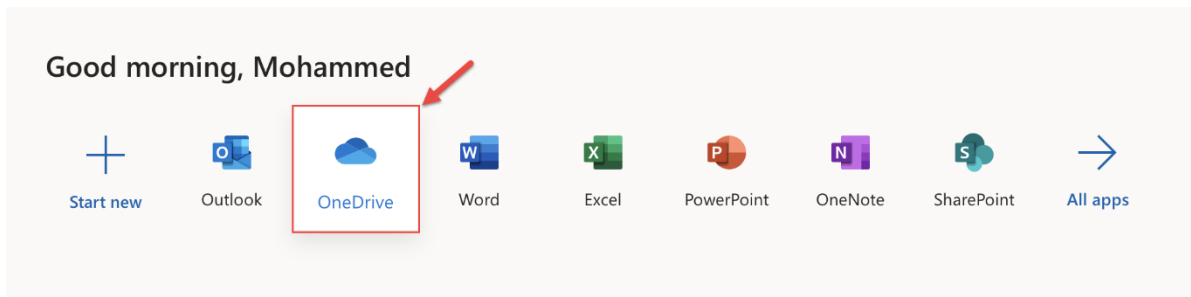 Good morning, Mohammed
Start new
Outlook
OneDrive
Word
Excel
PowerPoint
OneNote
SharePoint
All apps